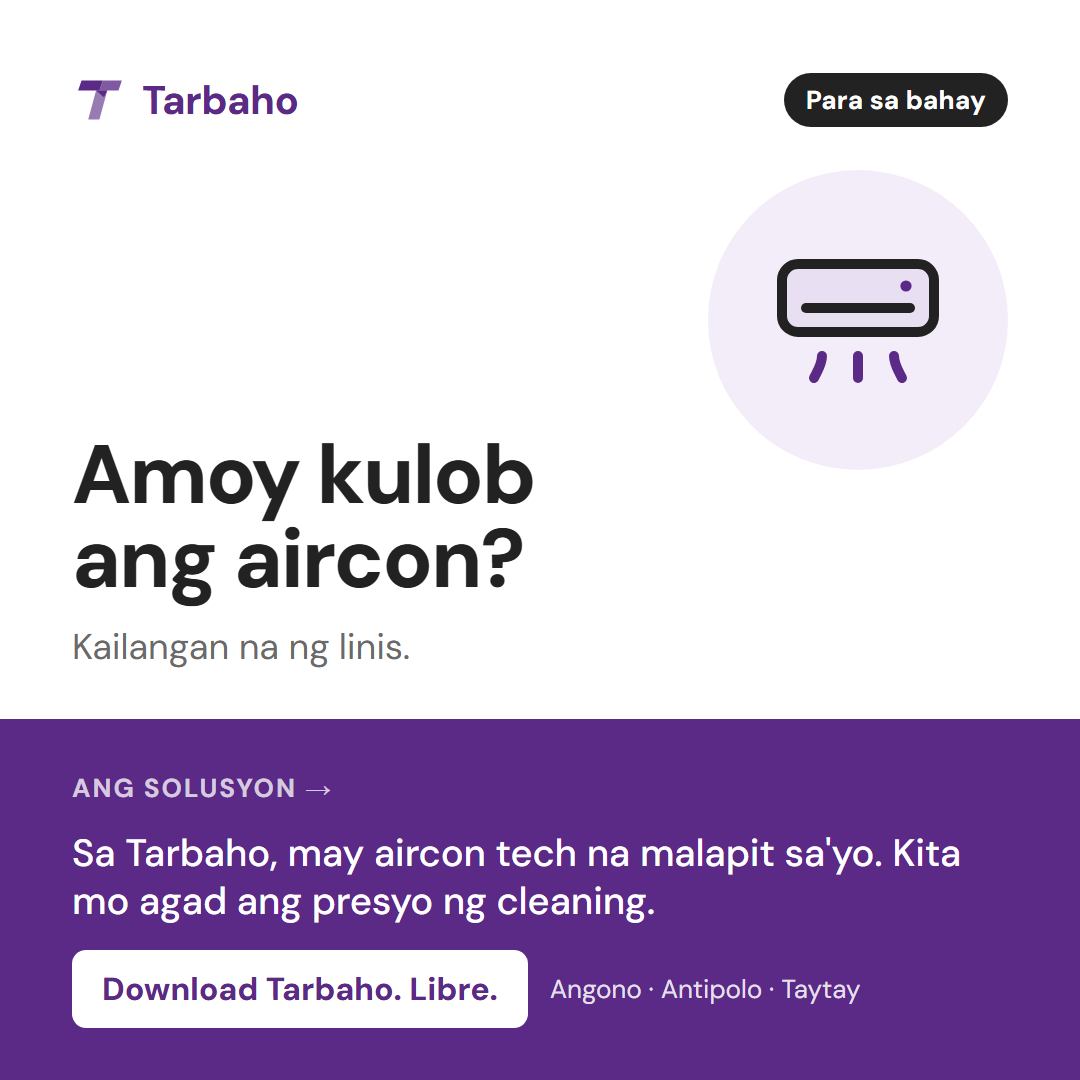 Tarbaho
Para sa bahay
Amoy kulob
ang aircon?
Kailangan na ng linis.
ANG SOLUSYON →
Sa Tarbaho, may aircon tech na malapit sa'yo. Kita
mo agad ang presyo ng cleaning.
Download Tarbaho. Libre.
Angono · Antipolo · Taytay